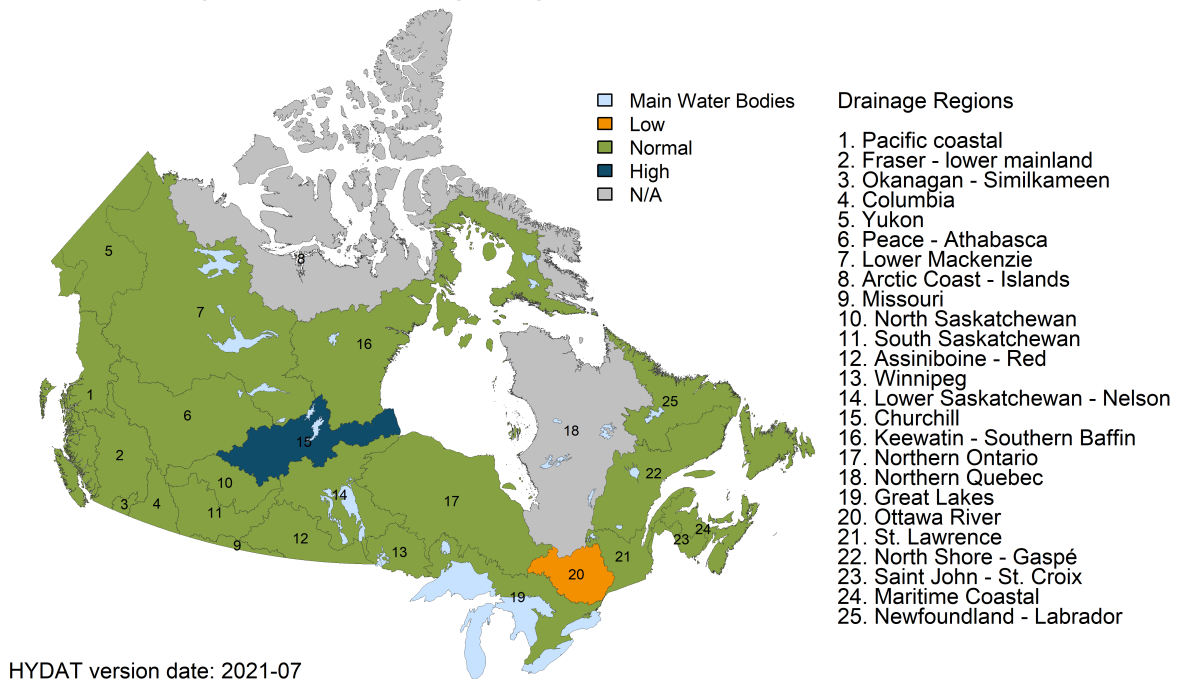 Main Water Bodies
Low
Normal
High
N/A
Drainage Regions
1. Pacific coastal
2. Fraser - lower mainland
3. Okanagan - Similkameen
4. Columbia
5. Yukon
6. Peace - Athabasca
7. Lower Mackenzie
8. Arctic Coast - Islands
9. Missouri
10. North Saskatchewan
11. South Saskatchewan
12. Assiniboine - Red
13. Winnipeg
14. Lower Saskatchewan - Nelson
15. Churchill
16. Keewatin - Southern Baffin
17. Northern Ontario
18. Northern Quebec
19. Great Lakes
20. Ottawa River
21. St. Lawrence
22. North Shore - Gaspé
23. Saint John - St. Croix
24. Maritime Coastal
25. Newfoundland - Labrador
5
8
7
16
1
6
25
15
18
2
22
10
14
17
3
4
11
24
12
23
9
13
21
20
19
HYDAT version date: 2021-07